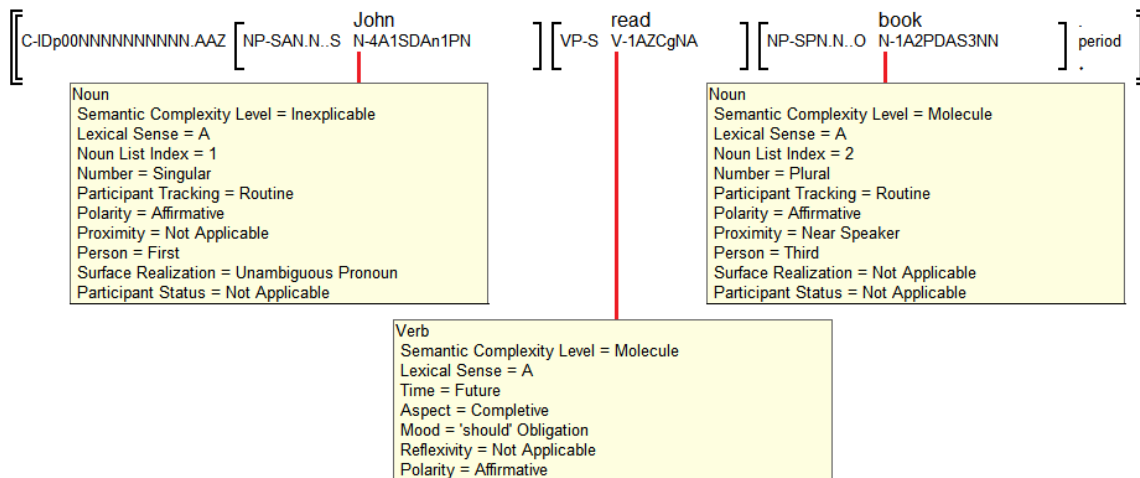 John read book
C-IDp00NNNNNNNNNN.AAZ NP-SAN.N..S N-4A1SDAn1PN VP-S V-1AZCgNA NP-SPN.N..O N-1A2PDAS3NN . period .
Noun
Semantic Complexity Level = Inexplicable
Lexical Sense = A
Noun List Index = 1
Number = Singular
Participant Tracking = Routine
Polarity = Affirmative
Proximity = Not Applicable
Person = First
Surface Realization = Unambiguous Pronoun
Participant Status = Not Applicable
Noun
Semantic Complexity Level = Molecule
Lexical Sense = A
Noun List Index = 2
Number = Plural
Participant Tracking = Routine
Polarity = Affirmative
Proximity = Near Speaker
Person = Third
Surface Realization = Not Applicable
Participant Status = Not Applicable
Verb
Semantic Complexity Level = Molecule
Lexical Sense = A
Time = Future
Aspect = Completive
Mood = 'should' Obligation
Reflexivity = Not Applicable
Polarity = Affirmative